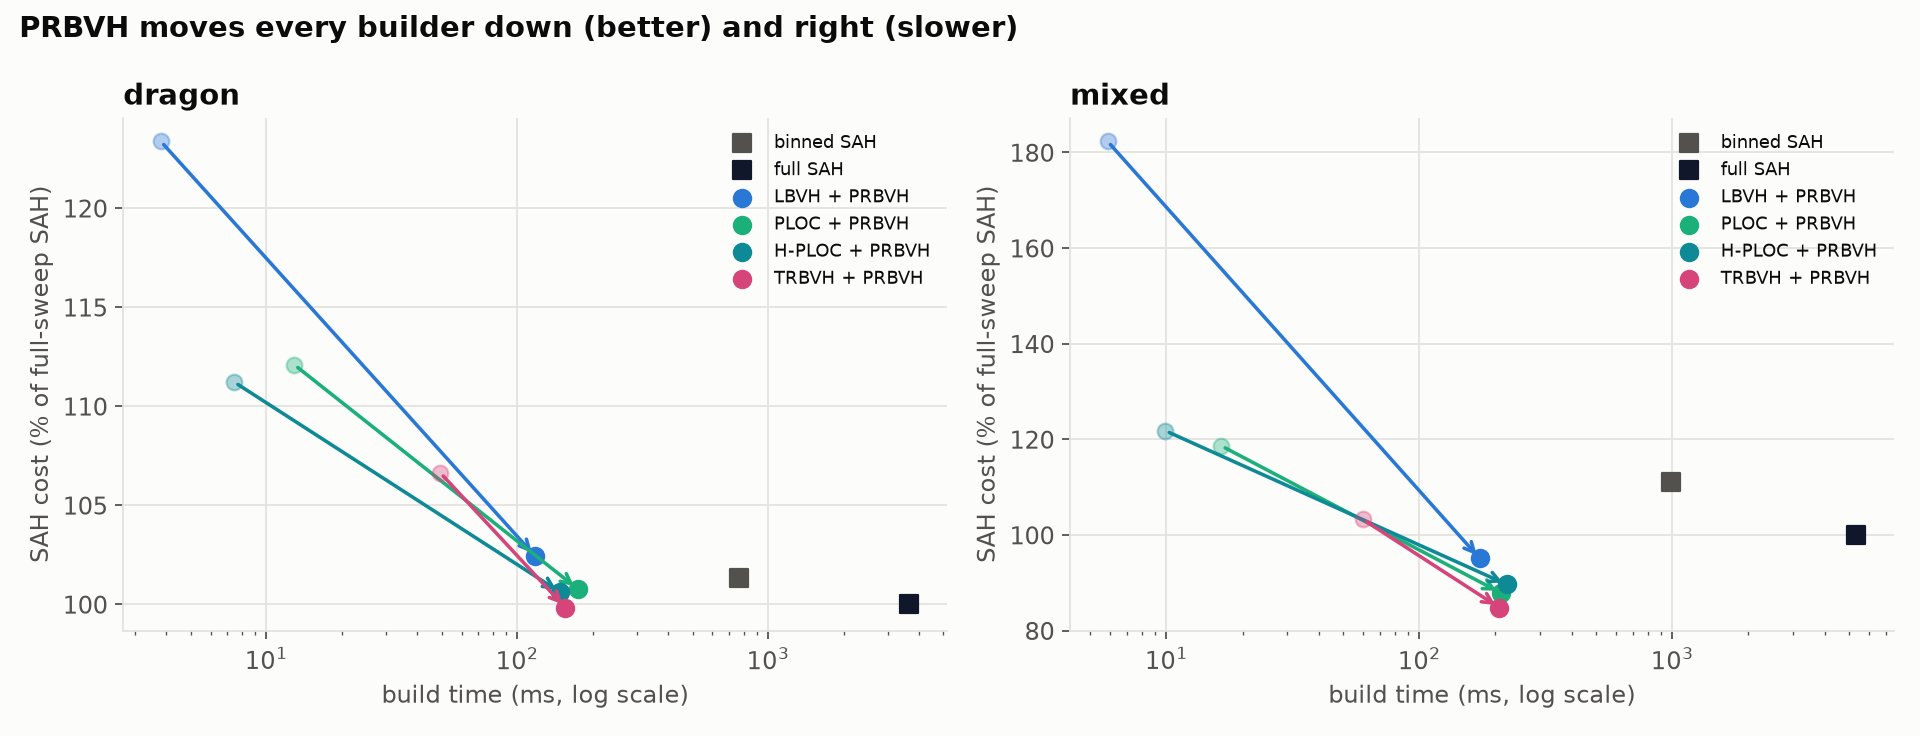 PRBVH moves every builder down (better) and right (slower)
dragon
SAH cost (% of full-sweep SAH)
120
115
110
105
100
10¹
10²
10³
build time (ms, log scale)
binned SAH
full SAH
LBVH + PRBVH
PLOC + PRBVH
H-PLOC + PRBVH
TRBVH + PRBVH
mixed
SAH cost (% of full-sweep SAH)
180
160
140
120
100
80
10¹
10²
10³
build time (ms, log scale)
binned SAH
full SAH
LBVH + PRBVH
PLOC + PRBVH
H-PLOC + PRBVH
TRBVH + PRBVH